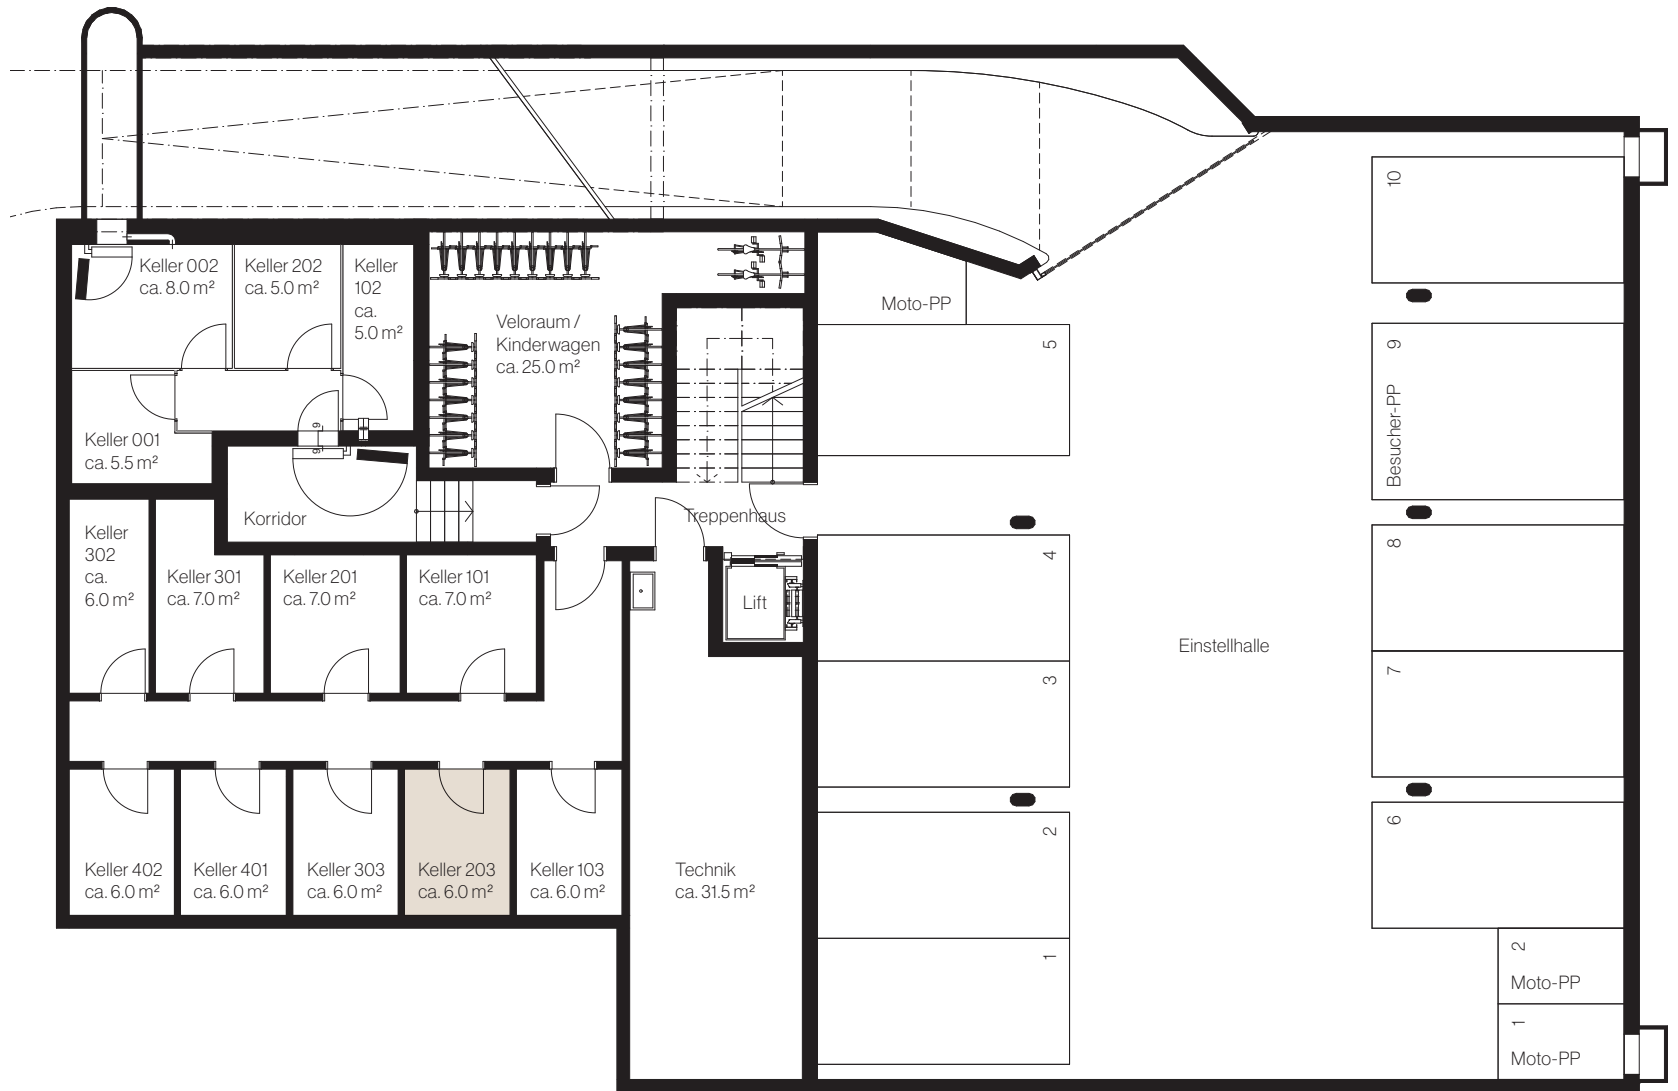 10
Keller 002
ca. 8.0 m²
Keller 202
ca. 5.0 m²
Keller
102
ca.
5.0 m²
Moto-PP
Veloraum /
Kinderwagen
ca. 25.0 m²
5
9
Besucher-PP
Keller 001
ca. 5.5 m²
9
9
Korridor
Treppenhaus
Keller
302
ca.
6.0 m²
Keller 301
ca. 7.0 m²
Keller 201
ca. 7.0 m²
Keller 101
ca. 7.0 m²
Lift
4
8
Einstellhalle
3
7
2
6
Keller 402
ca. 6.0 m²
Keller 401
ca. 6.0 m²
Keller 303
ca. 6.0 m²
Keller 203
ca. 6.0 m²
Keller 103
ca. 6.0 m²
Technik
ca. 31.5 m²
1
2
Moto-PP
1
Moto-PP